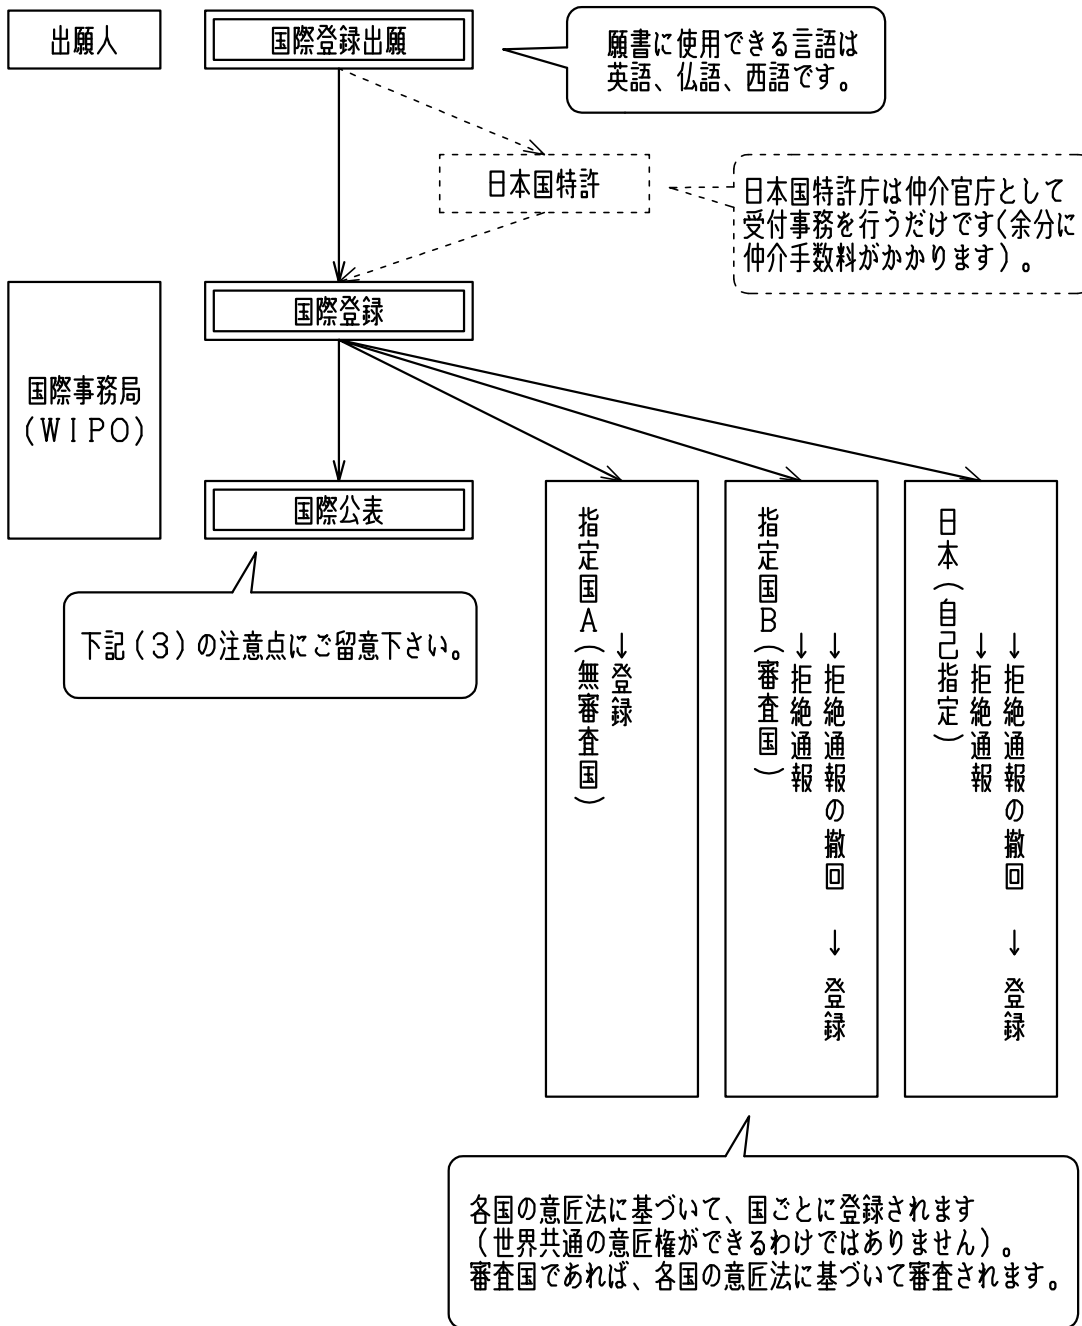 出願人
国際登録出願
願書に使用できる言語は
英語、仏語、西語です。
日本国特許
日本国特許庁は仲介官庁として
受付事務を行うだけです（余分に
仲介手数料がかかります）。
国際事務局
（ＷＩＰＯ）
国際登録
国際公表
下記（３）の注意点にご留意下さい。
指定国Ａ（無審査国）
→登録
指定国Ｂ（審査国）
→拒絶通報
→拒絶通報の撤回　→　登録
日本（自己指定）
→拒絶通報
→拒絶通報の撤回　→　登録
各国の意匠法に基づいて、国ごとに登録されます
（世界共通の意匠権ができるわけではありません）。
審査国であれば、各国の意匠法に基づいて審査されます。